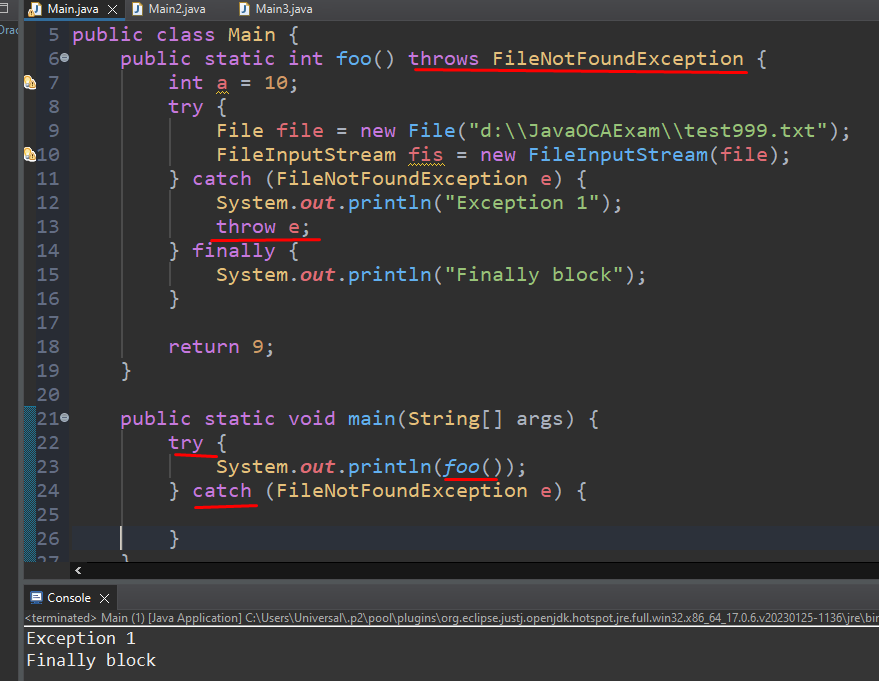 Main.java Main2.java Main3.java
Orac
5 public class Main {
6 public static int foo() throws FileNotFoundException {
7 int a = 10;
8 try {
9 File file = new File("d:\\JavaOCAExam\\test999.txt");
10 FileInputStream fis = new FileInputStream(file);
11 } catch (FileNotFoundException e) {
12 System.out.println("Exception 1");
13 throw e;
14 } finally {
15 System.out.println("Finally block");
16 }
17
18 return 9;
19 }
20
21 public static void main(String[] args) {
22 try {
23 System.out.println(foo());
24 } catch (FileNotFoundException e) {
25
26 }
27 }
Console
<terminated> Main (1) [Java Application] C:\Users\Universal\.p2\pool\plugins\org.eclipse.justj.openjdk.hotspot.jre.full.win32.x86_64_17.0.6.v20230125-1136\jre\bin
Exception 1
Finally block